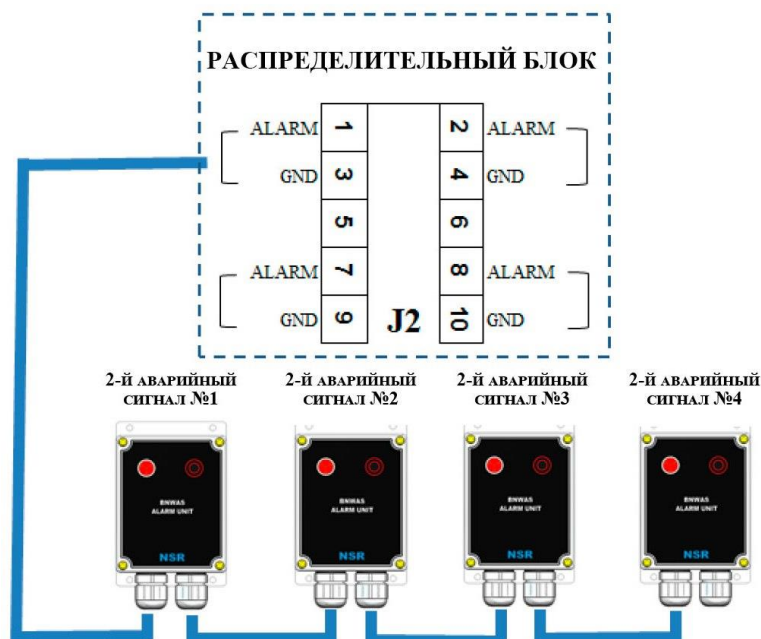 РАСПРЕДЕЛИТЕЛЬНЫЙ БЛОК
ALARM 1 2 ALARM
GND 3 4 GND
5 6
ALARM 7 8 ALARM
GND 9 J2 10 GND
2-Й АВАРИЙНЫЙ СИГНАЛ №1
2-Й АВАРИЙНЫЙ СИГНАЛ №2
2-Й АВАРИЙНЫЙ СИГНАЛ №3
2-Й АВАРИЙНЫЙ СИГНАЛ №4
BNWAS
ALARM UNIT
NSR
BNWAS
ALARM UNIT
NSR
BNWAS
ALARM UNIT
NSR
BNWAS
ALARM UNIT
NSR